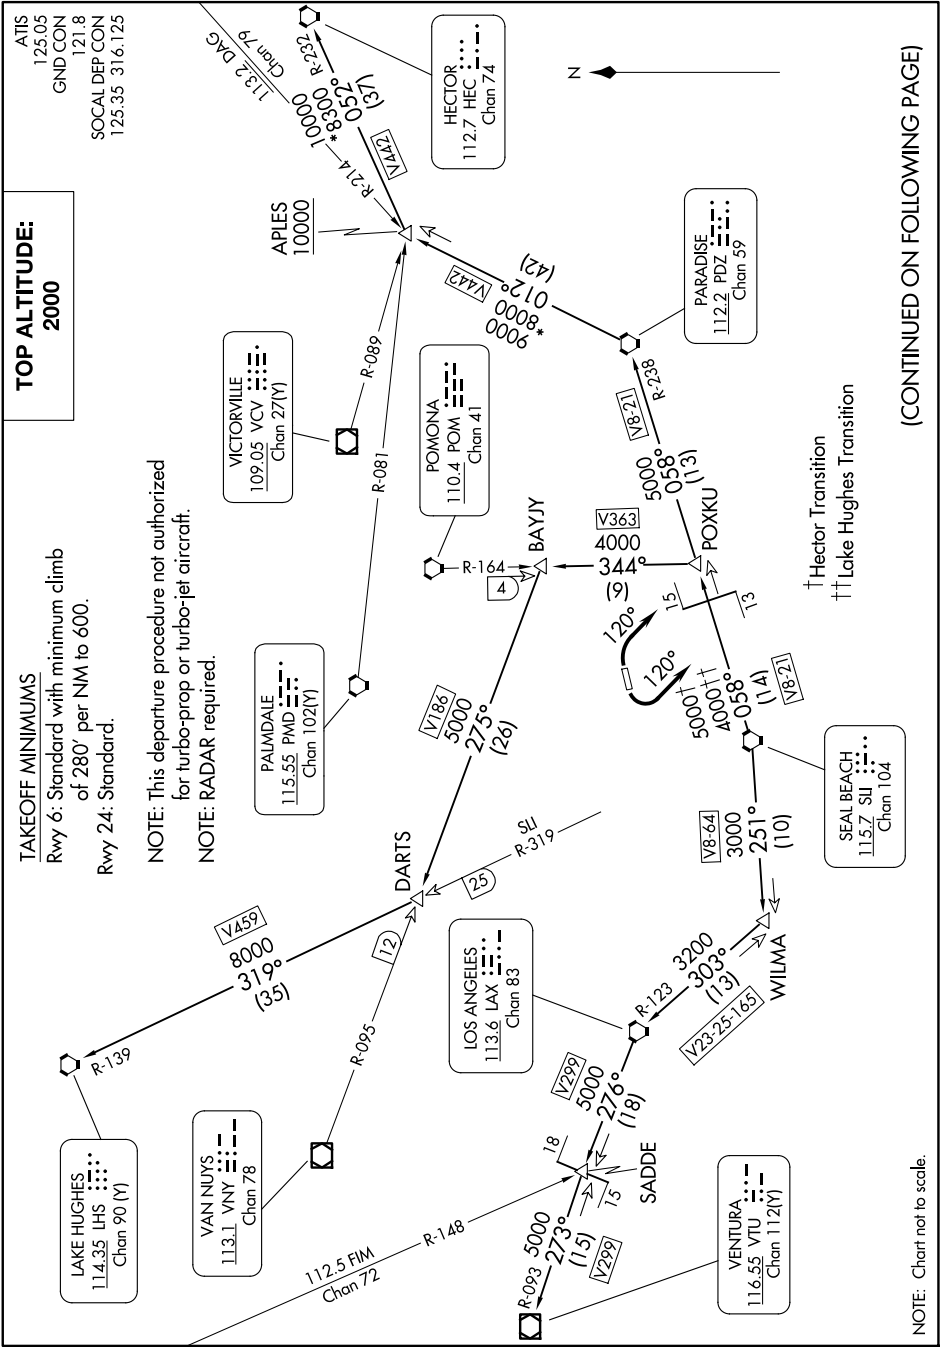 ATIS
125.05
GND CON
121.8
SOCAL DEP CON
125.35 316.125
TOP ALTITUDE:
2000
TAKEOFF MINIMUMS
Rwy 6: Standard with minimum climb
of 280' per NM to 600.
Rwy 24: Standard.
NOTE: This departure procedure not authorized
for turbo-prop or turbo-jet aircraft.
NOTE: RADAR required.
LAKE HUGHES
114.35 LHS
Chan 90 (Y)
R-139
V459
8000
319°
(35)
VAN NUYS
113.1 VNY
Chan 78
R-095
12
DARTS
25
SLI
R-319
PALMDALE
115.55 PMD
Chan 102(Y)
R-081
VICTORVILLE
109.05 VCV
Chan 27(Y)
R-089
APLES
10000
113.2 DAG
Chan 79
R-214
10000
*8300
052°
(37)
R-232
V442
HECTOR
112.7 HEC
Chan 74
N
V442
012°
(42)
9000
*8000
POMONA
110.4 POM
Chan 41
R-164
4
BAYJY
V186
5000
275°
(26)
V363
4000
344°
(9)
POXKU
V8-21
R-238
5000
058°
(13)
PARADISE
112.2 PDZ
Chan 59
120°
120°
15
13
5000†
4000††
058°
(14)
V8-21
SEAL BEACH
115.7 SLI
Chan 104
V8-64
3000
251°
(10)
WILMA
3200
303°
(13)
V23-25-165
R-123
LOS ANGELES
113.6 LAX
Chan 83
V299
5000
276°
(18)
18
15
SADDE
112.5 FIM
Chan 72
R-148
R-093
5000
273°
(15)
V299
VENTURA
116.55 VTU
Chan 112(Y)
†Hector Transition
††Lake Hughes Transition
(CONTINUED ON FOLLOWING PAGE)
NOTE: Chart not to scale.